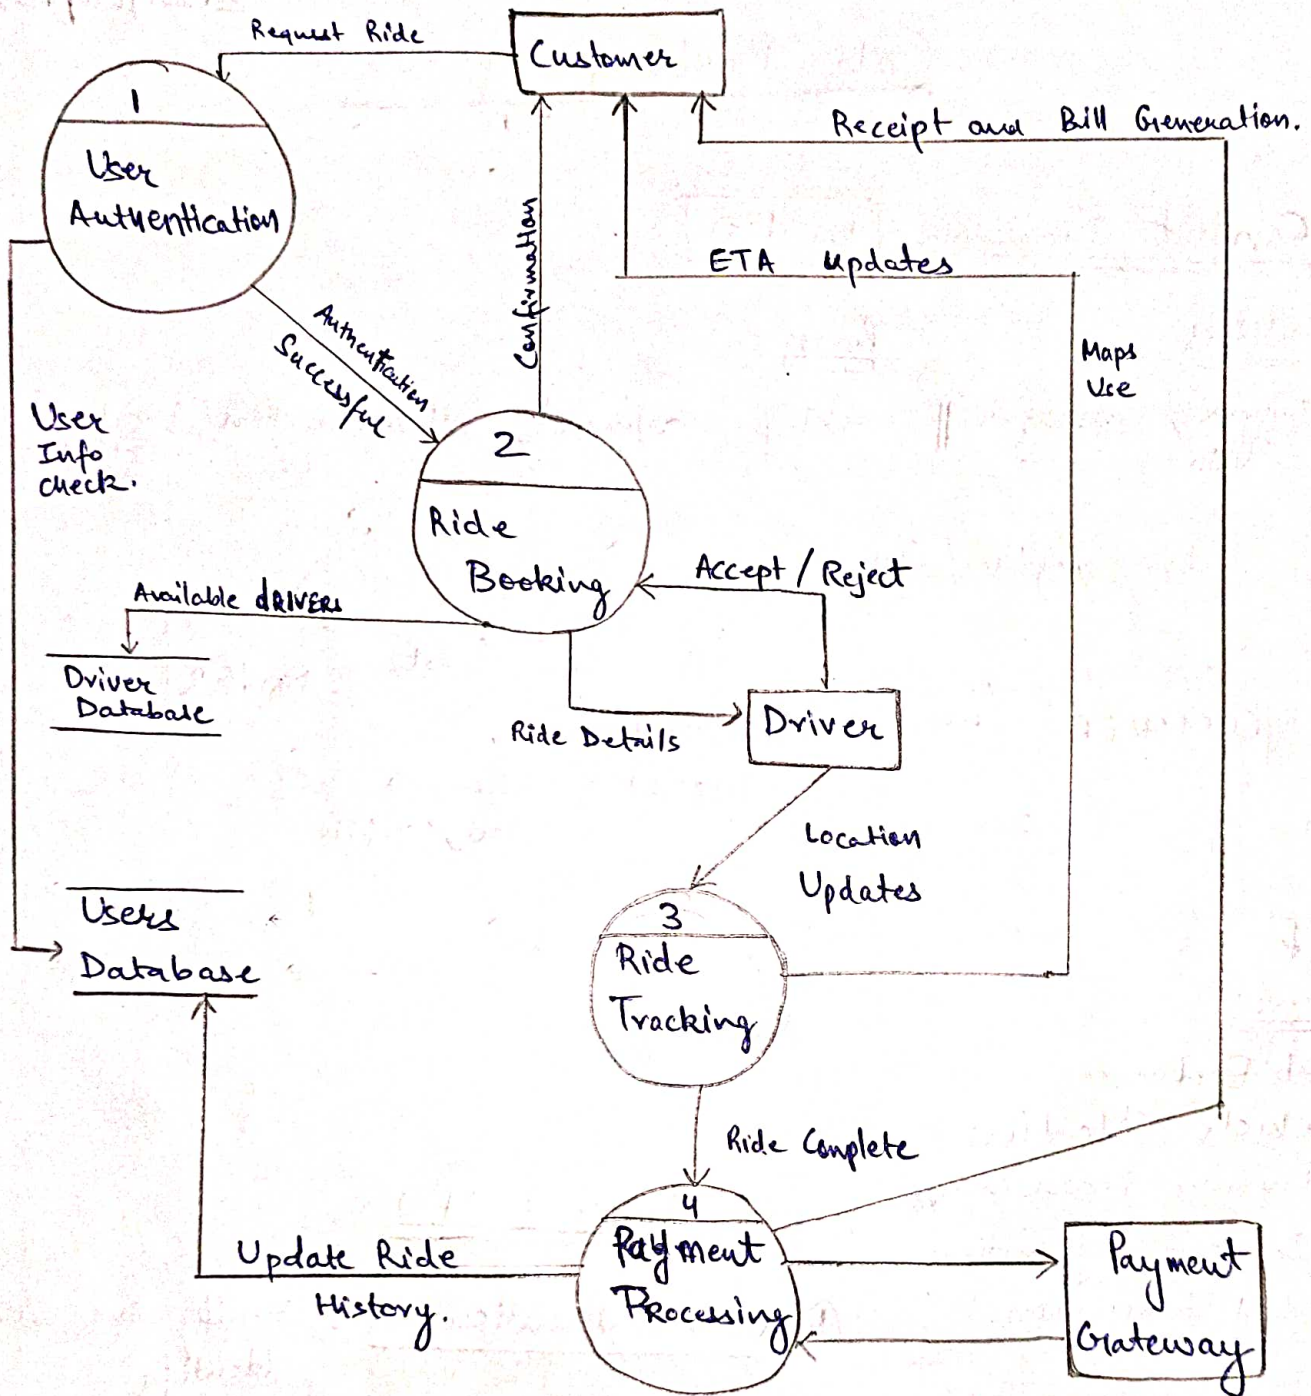 Request Ride
Customer
1
User
Authentication
Receipt and Bill Generation.
Confirmation
ETA updates
Maps
Use
Authentication
Successful
User
Info
check.
2
Ride
Booking
Accept / Reject
Available dRIVERs
Driver
Database
Ride Details
Driver
Location
Updates
Users
Database
3
Ride
Tracking
Ride Complete
4
Payment
Processing
Update Ride
History.
Payment
Gateway